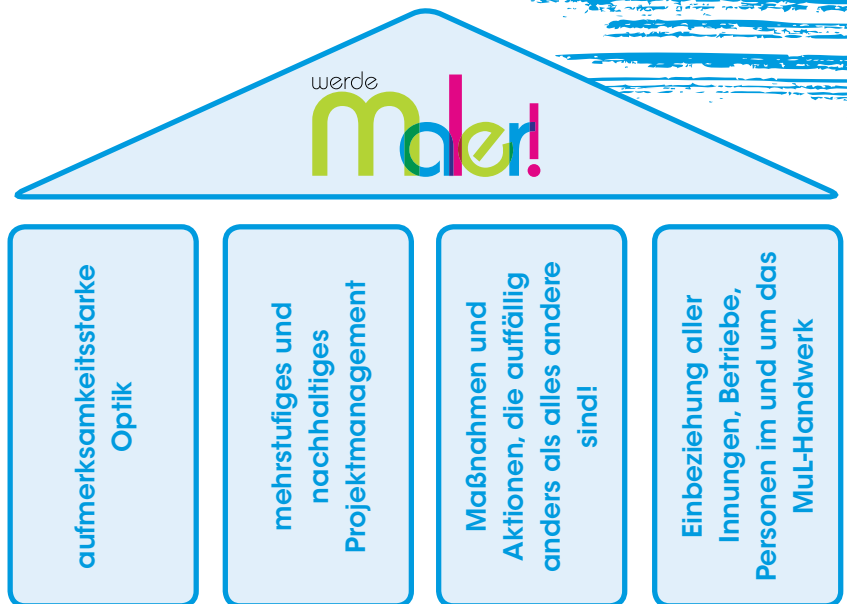 werde
maler!
aufmerksamkeitsstarke
Optik
mehrstufiges und
nachhaltiges
Projektmanagement
Maßnahmen und
Aktionen, die auffällig
anders als alles andere
sind!
Einbeziehung aller
Innungen, Betriebe,
Personen im und um das
MuL-Handwerk